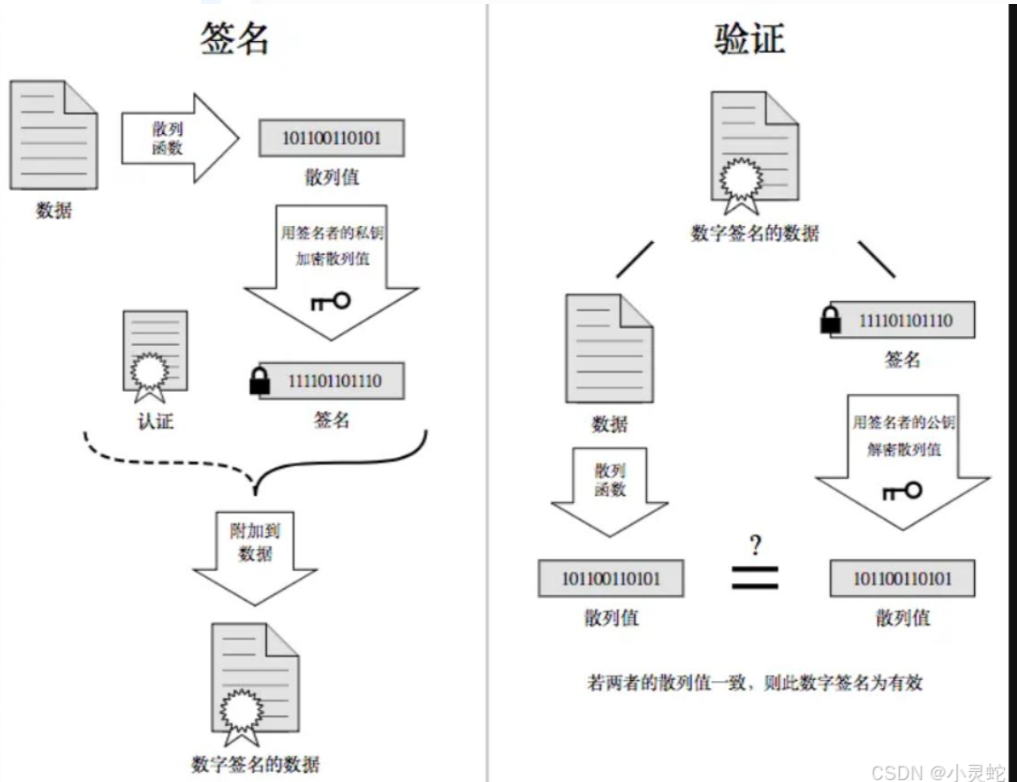 签名
散列
函数
101100110101
散列值
数据
用签名者的私钥
加密散列值
111101101110
认证
签名
附加到
数据
数字签名的数据
验证
数字签名的数据
数据
111101101110
签名
散列
函数
用签名者的公钥
解密散列值
?
101100110101
101100110101
散列值
散列值
若两者的散列值一致，则此数字签名为有效
CSDN @小灵蛇